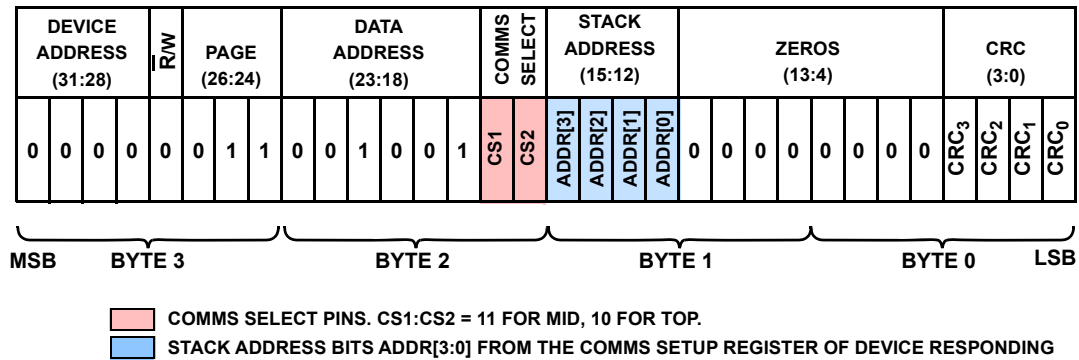 DEVICE ADDRESS (31:28) R/W PAGE (26:24) DATA ADDRESS (23:18) COMMS SELECT STACK ADDRESS (15:12) ZEROS (13:4) CRC (3:0)
0 0 0 0 0 0 1 1 0 0 1 0 0 1 CS1 CS2 ADDR[3] ADDR[2] ADDR[1] ADDR[0] 0 0 0 0 0 0 0 0 CRC3 CRC2 CRC1 CRC0
MSB BYTE 3 BYTE 2 BYTE 1 BYTE 0 LSB
COMMS SELECT PINS. CS1:CS2 = 11 FOR MID, 10 FOR TOP.
STACK ADDRESS BITS ADDR[3:0] FROM THE COMMS SETUP REGISTER OF DEVICE RESPONDING